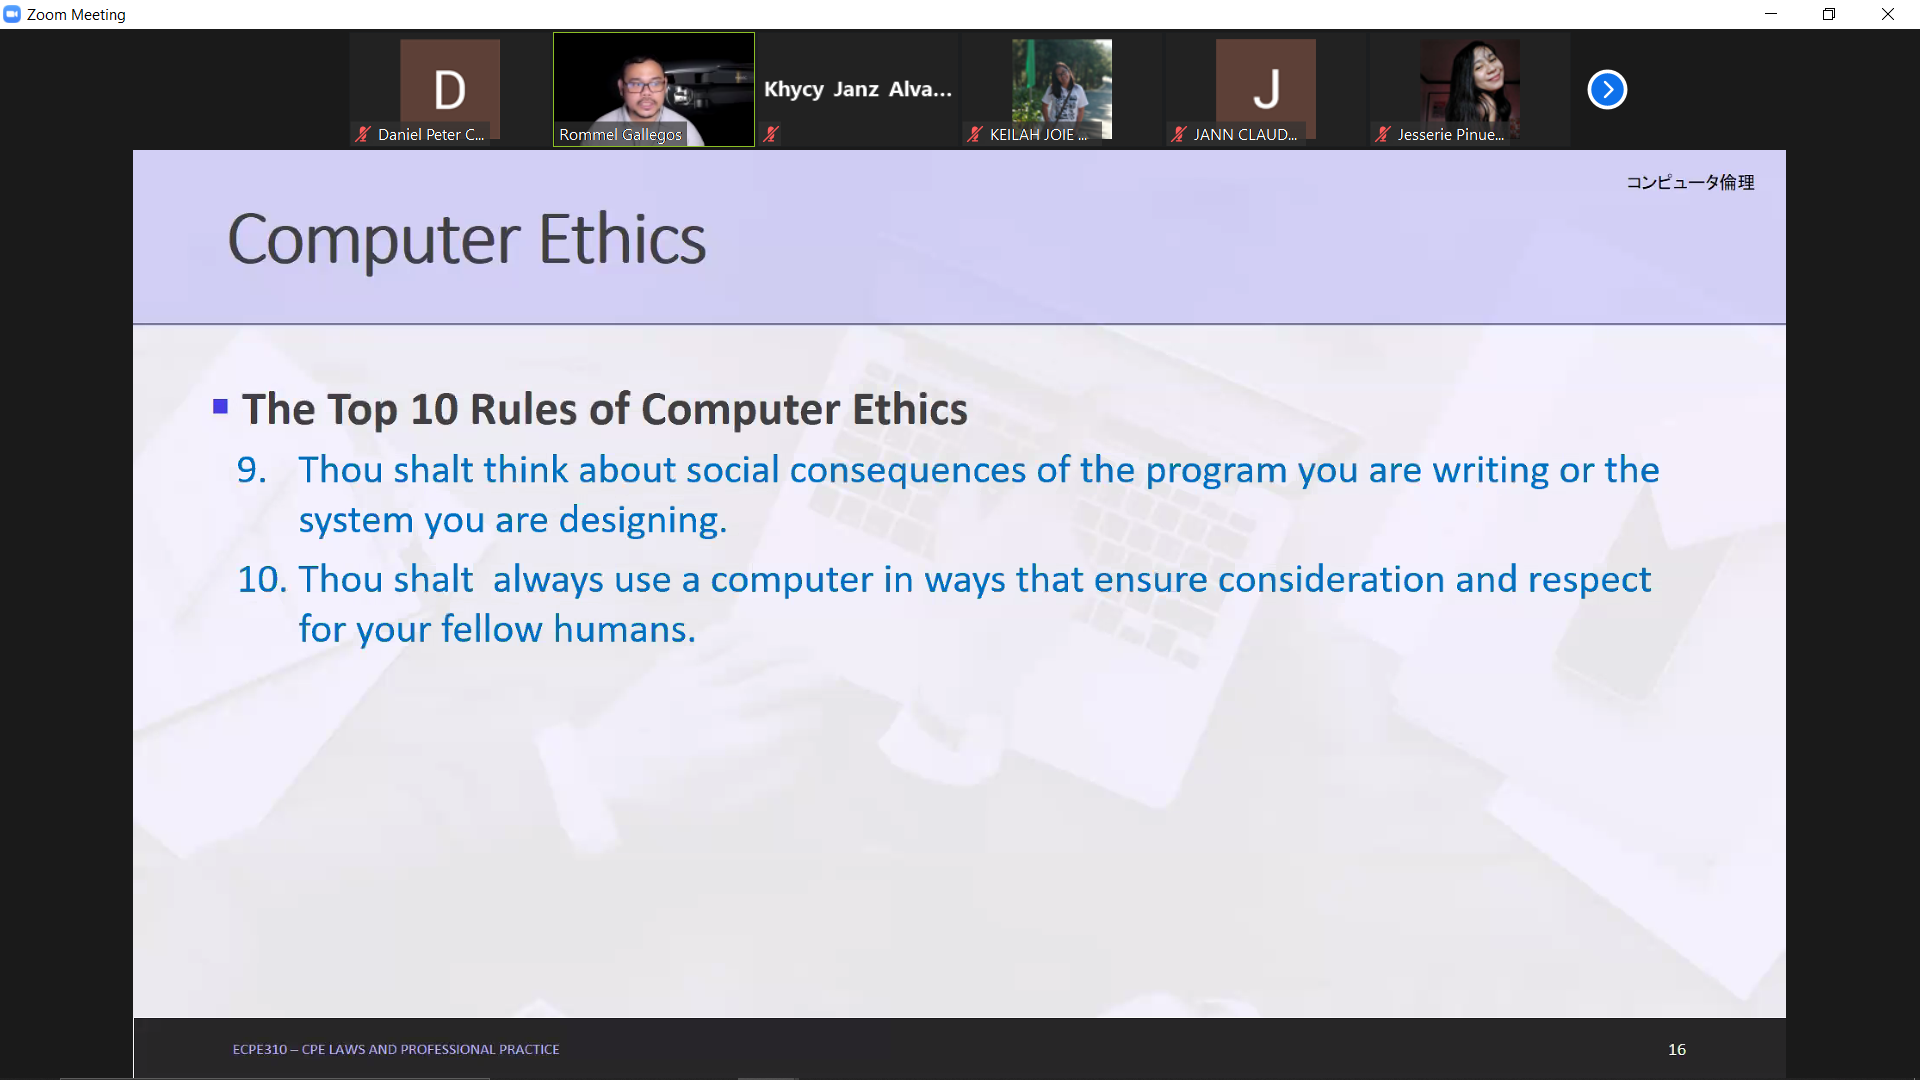 Zoom Meeting
D
Daniel Peter C...
Rommel Gallegos
Khycy Janz Alva...
KEILAH JOIE ...
J
JANN CLAUD...
Jesserie Pinue...
コンピュータ倫理
Computer Ethics
The Top 10 Rules of Computer Ethics
9. Thou shalt think about social consequences of the program you are writing or the
system you are designing.
10. Thou shalt always use a computer in ways that ensure consideration and respect
for your fellow humans.
ECPE310 – CPE LAWS AND PROFESSIONAL PRACTICE
16